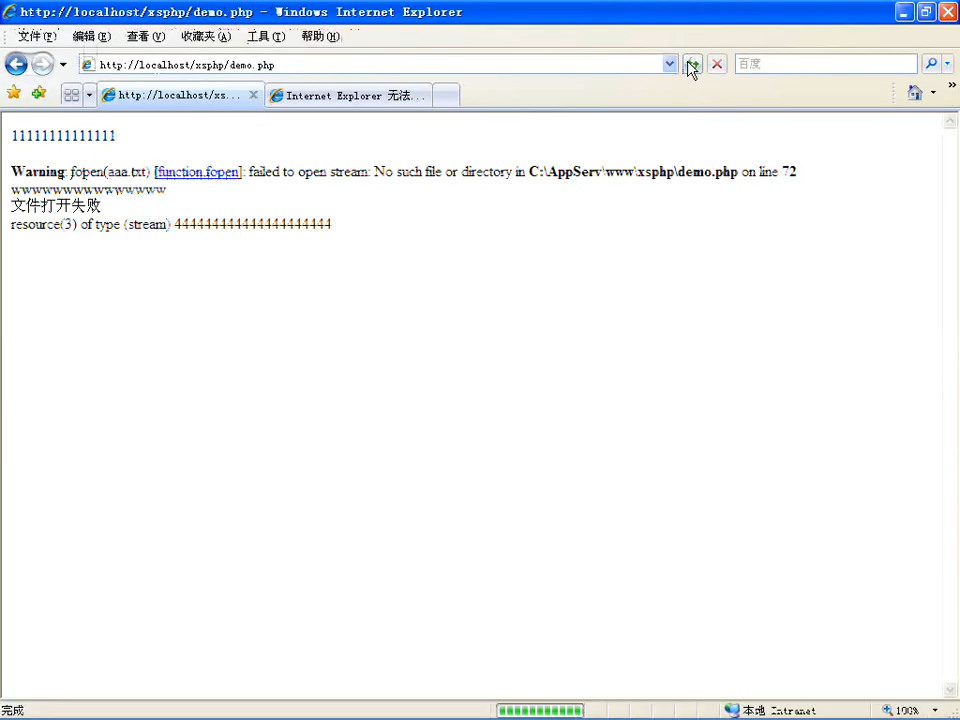 http://localhost/xsphp/demo.php - Windows Internet Explorer
文件(F) 编辑(E) 查看(V) 收藏夹(A) 工具(T) 帮助(H)
http://localhost/xsphp/demo.php 百度
http://localhost/xs... Internet Explorer 无法...
11111111111111
Warning: fopen(aaa.txt) [function.fopen]: failed to open stream: No such file or directory in C:\AppServ\www\xsphp\demo.php on line 72
文件打开失败
resource(3) of type (stream) 444444444444444444444
完成 本地 Intranet 100%